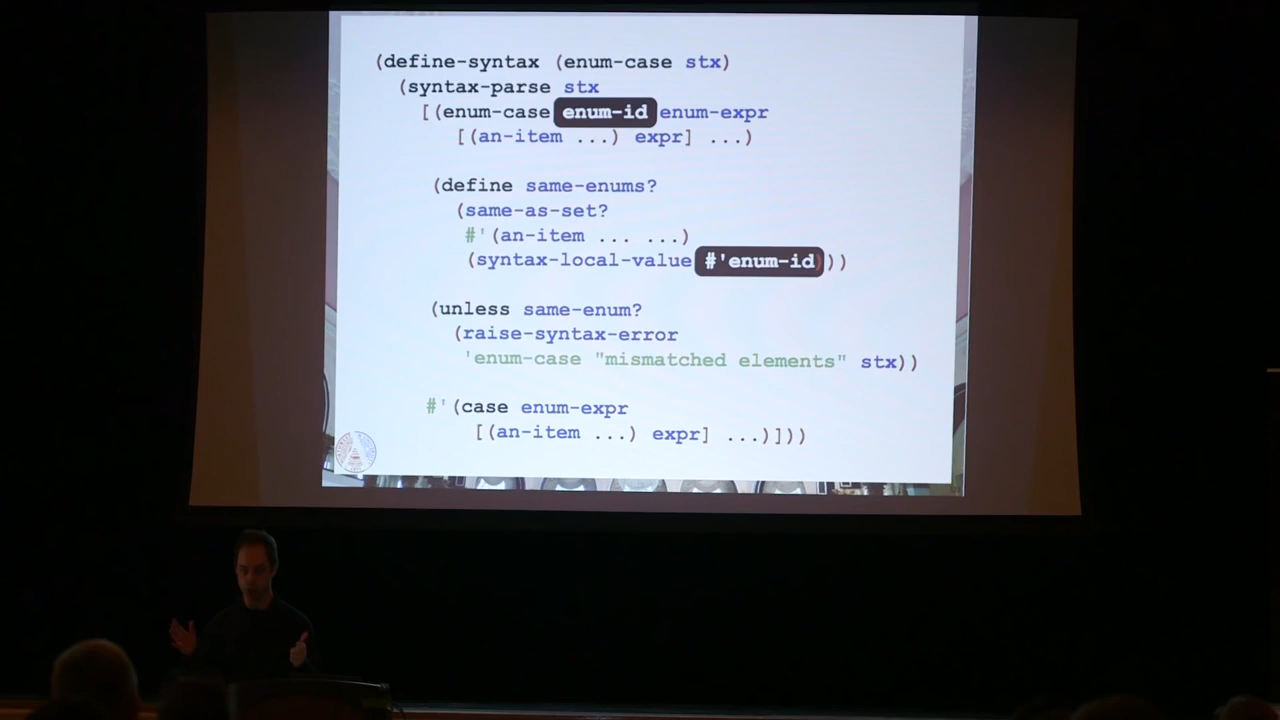 (define-syntax (enum-case stx)
(syntax-parse stx
[(enum-case enum-id enum-expr
[(an-item ...) expr] ...)
(define same-enums?
(same-as-set?
#'(an-item ... ...)
(syntax-local-value #'enum-id)))
(unless same-enum?
(raise-syntax-error
'enum-case "mismatched elements" stx))
#'(case enum-expr
[(an-item ...) expr] ...)]))